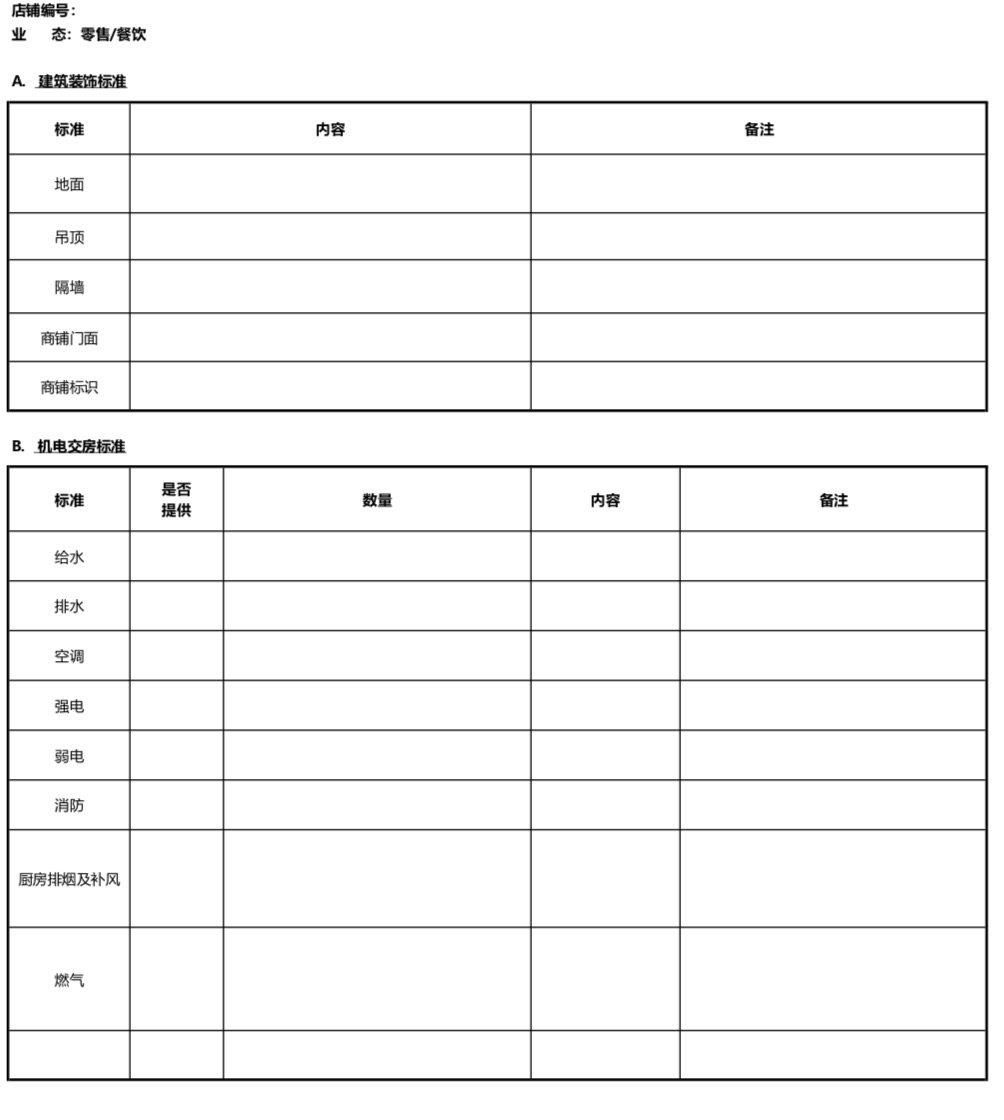 店铺编号：
业 态：零售/餐饮
A. 建筑装饰标准
标准 内容 备注
地面
吊顶
隔墙
商铺门面
商铺标识
B. 机电交房标准
标准 是否提供 数量 内容 备注
给水
排水
空调
强电
弱电
消防
厨房排烟及补风
燃气